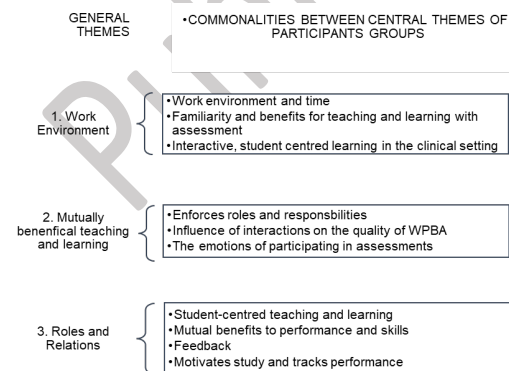 GENERAL
THEMES
•COMMONALITIES BETWEEN CENTRAL THEMES OF
PARTICIPANTS GROUPS
1. Work
Environment
•Work environment and time
•Familiarity and benefits for teaching and learning with
assessment
•Interactive, student centred learning in the clinical setting
2. Mutually
benenfical teaching
and learning
•Enforces roles and responsbilities
•Influence of interactions on the quality of WPBA
•The emotions of participating in assessments
3. Roles and
Relations
•Student-centred teaching and learning
•Mutual benefits to performance and skills
•Feedback
•Motivates study and tracks performance